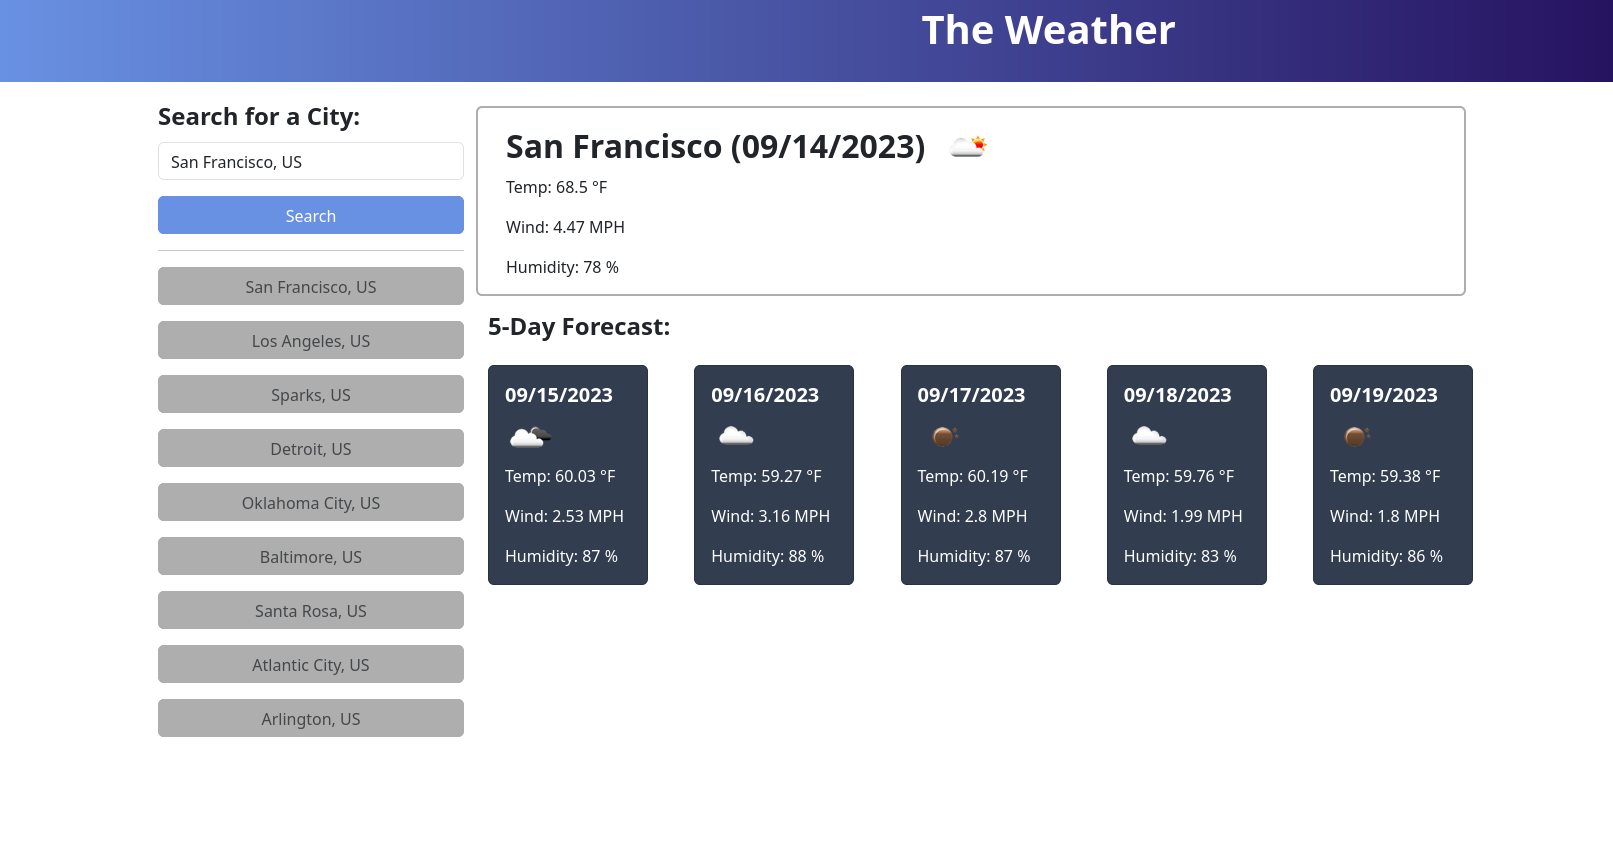 The Weather
Search for a City:
San Francisco, US
Search
San Francisco, US
Los Angeles, US
Sparks, US
Detroit, US
Oklahoma City, US
Baltimore, US
Santa Rosa, US
Atlantic City, US
Arlington, US
San Francisco (09/14/2023)
Temp: 68.5 °F
Wind: 4.47 MPH
Humidity: 78 %
5-Day Forecast:
09/15/2023
Temp: 60.03 °F
Wind: 2.53 MPH
Humidity: 87 %
09/16/2023
Temp: 59.27 °F
Wind: 3.16 MPH
Humidity: 88 %
09/17/2023
Temp: 60.19 °F
Wind: 2.8 MPH
Humidity: 87 %
09/18/2023
Temp: 59.76 °F
Wind: 1.99 MPH
Humidity: 83 %
09/19/2023
Temp: 59.38 °F
Wind: 1.8 MPH
Humidity: 86 %